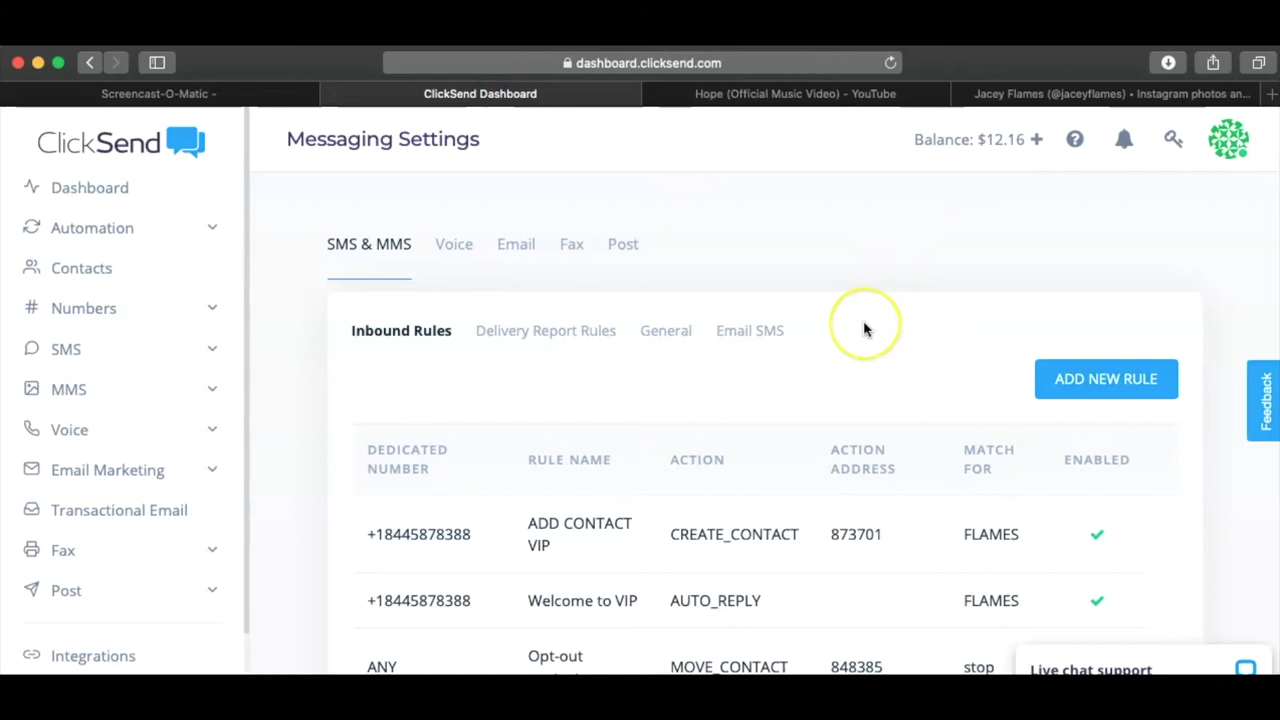 dashboard.clicksend.com
Screencast-O-Matic -
ClickSend Dashboard
Hope (Official Music Video) - YouTube
Jacey Flames (@jaceyflames) • Instagram photos an...
ClickSend
Messaging Settings
Balance: $12.16 +
Dashboard
Automation
Contacts
Numbers
SMS
MMS
Voice
Email Marketing
Transactional Email
Fax
Post
Integrations
SMS & MMS Voice Email Fax Post
Inbound Rules Delivery Report Rules General Email SMS
ADD NEW RULE
DEDICATED NUMBER RULE NAME ACTION ACTION ADDRESS MATCH FOR ENABLED
+18445878388 ADD CONTACT VIP CREATE_CONTACT 873701 FLAMES
+18445878388 Welcome to VIP AUTO_REPLY FLAMES
ANY Opt-out MOVE_CONTACT 848385 stop
Feedback
Live chat support